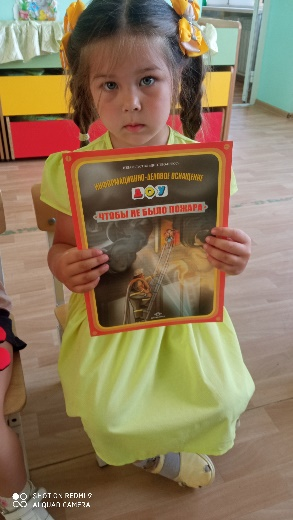 ИНФОРМАЦИОННО-ДЕЛОВОЕ ОСНАЩЕНИЕ
ДОУ
ЧТОБЫ НЕ БЫЛО ПОЖАРА
SHOT ON REDMI 9
AI QUAD CAMERA